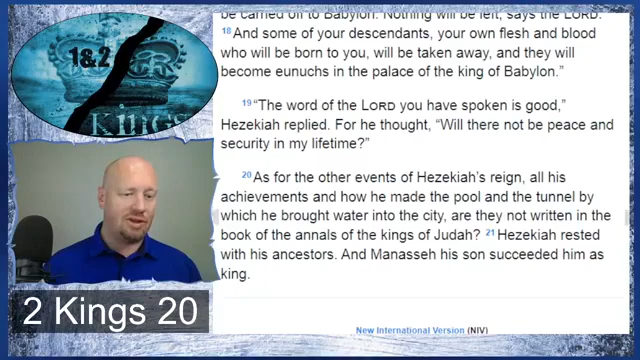 1&2
Kings
be carried off to Babylon. Nothing will be left, says the LORD.
18 And some of your descendants, your own flesh and blood
who will be born to you, will be taken away, and they will
become eunuchs in the palace of the king of Babylon.”
19 “The word of the LORD you have spoken is good,”
Hezekiah replied. For he thought, “Will there not be peace and
security in my lifetime?”
20 As for the other events of Hezekiah’s reign, all his
achievements and how he made the pool and the tunnel by
which he brought water into the city, are they not written in the
book of the annals of the kings of Judah? 21 Hezekiah rested
with his ancestors. And Manasseh his son succeeded him as
king.
New International Version (NIV)
2 Kings 20